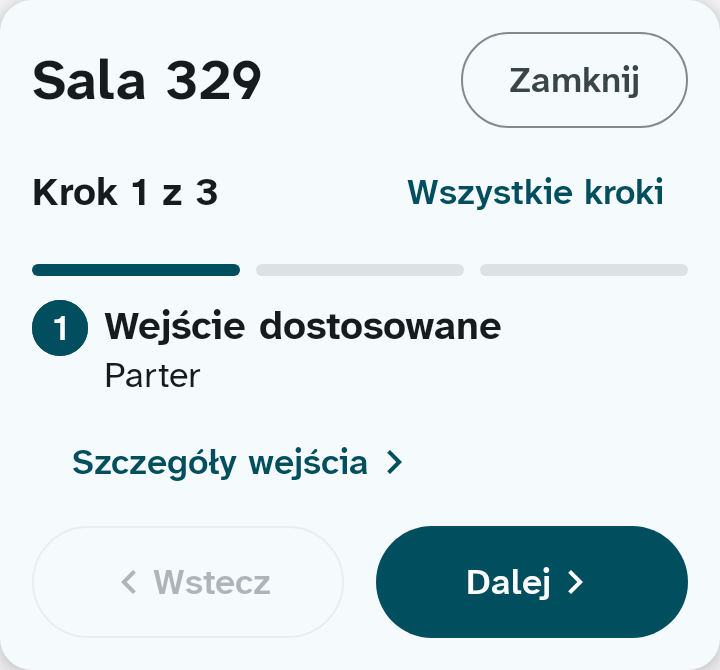 Sala 329
Zamknij
Krok 1 z 3
Wszystkie kroki
1
Wejście dostosowane
Parter
Szczegóły wejścia
Wstecz
Dalej